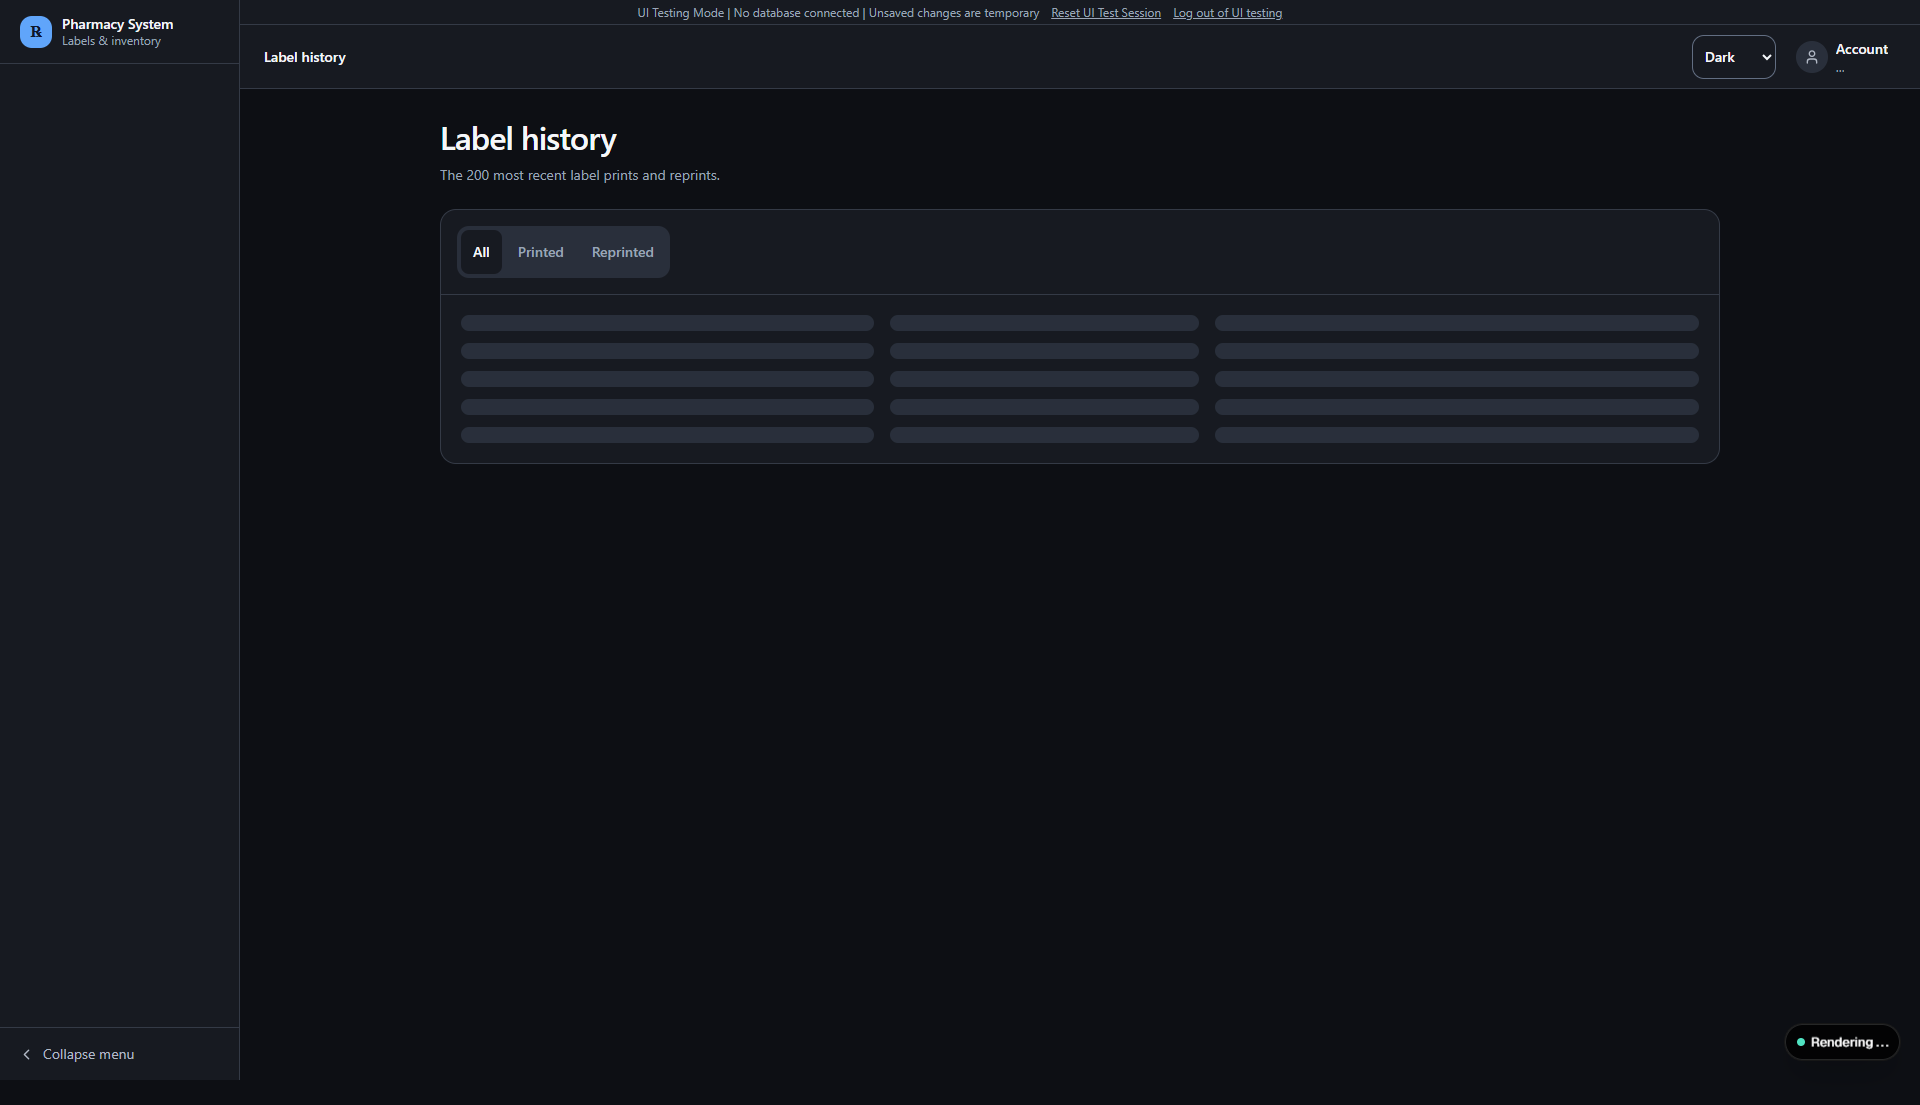 ℞
Pharmacy System
Labels & inventory
UI Testing Mode | No database connected | Unsaved changes are temporary Reset UI Test Session Log out of UI testing
Label history
Dark
Account
...
Label history
The 200 most recent label prints and reprints.
All Printed Reprinted
Collapse menu
Rendering ...